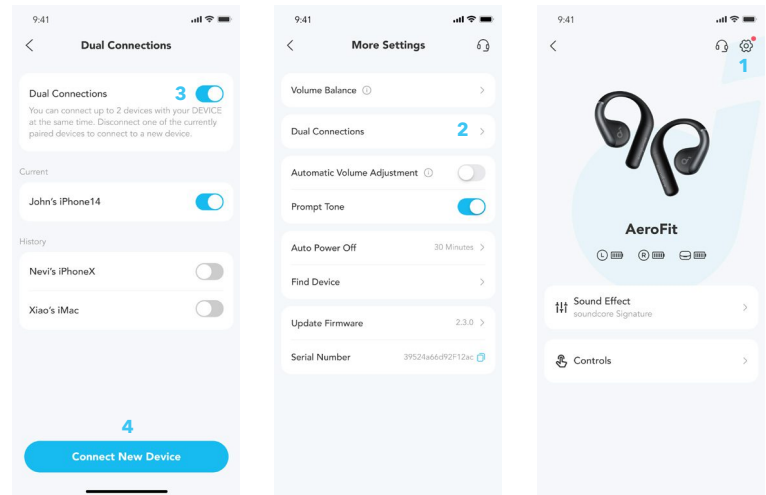 9:41
Dual Connections
Dual Connections
3
You can connect up to 2 devices with your DEVICE
at the same time. Disconnect one of the currently
paired devices to connect to a new device.
Current
John's iPhone14
History
Nevi's iPhoneX
Xiao's iMac
4
Connect New Device
9:41
More Settings
Volume Balance
Dual Connections
2
Automatic Volume Adjustment
Prompt Tone
Auto Power Off
30 Minutes
Find Device
Update Firmware
2.3.0
Serial Number
39524a66d92F12ac
9:41
1
AeroFit
L
R
Sound Effect
soundcore Signature
Controls